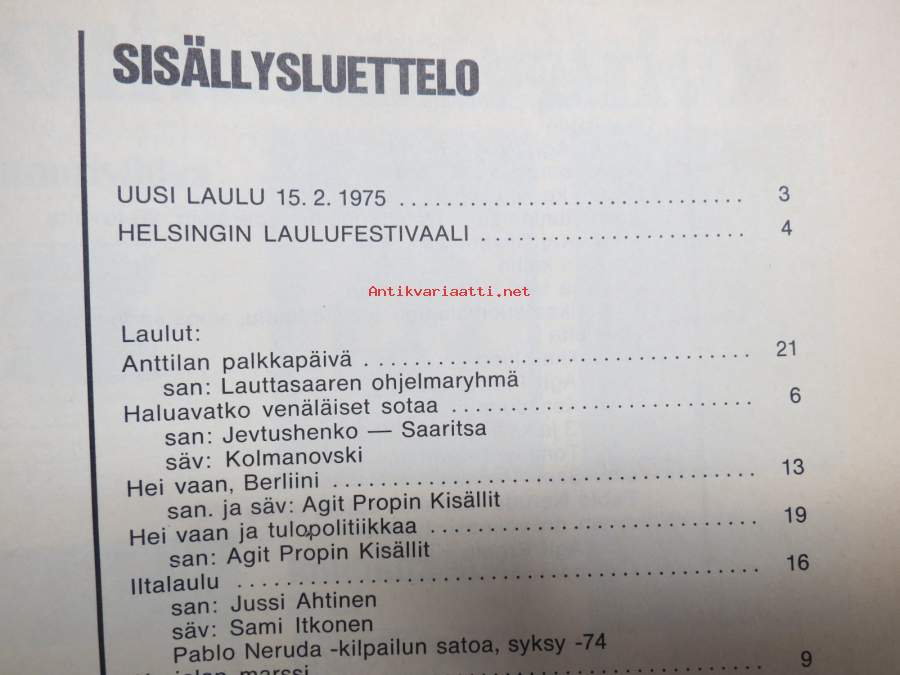 SISÄLLYSLUETTELO
UUSI LAULU 15. 2. 1975 . . . . . . . . . . . . . . . . . . . . . . . . . . . . . 3
HELSINGIN LAULUFESTIVAALI . . . . . . . . . . . . . . . . . . . . . . 4
Antikvariaatti.net
Laulut:
Anttilan palkkapäivä . . . . . . . . . . . . . . . . . . . . . . . . . . . . . . . . 21
san: Lauttasaaren ohjelmaryhmä
Haluavatko venäläiset sotaa . . . . . . . . . . . . . . . . . . . . . . . . . 6
san: Jevtushenko — Saaritsa
säv: Kolmanovski
Hei vaan, Berliini . . . . . . . . . . . . . . . . . . . . . . . . . . . . . . . . . . . 13
san. ja säv: Agit Propin Kisällit
Hei vaan ja tulopolitiikkaa . . . . . . . . . . . . . . . . . . . . . . . . . . . 19
san: Agit Propin Kisällit
Iltalaulu . . . . . . . . . . . . . . . . . . . . . . . . . . . . . . . . . . . . . . . . . . . 16
san: Jussi Ahtinen
säv: Sami Itkonen
Pablo Neruda -kilpailun satoa, syksy -74
marssi . . . . . . . . . . . . . . . . . . . . . . . . . . . . . . . . . . . . . 9